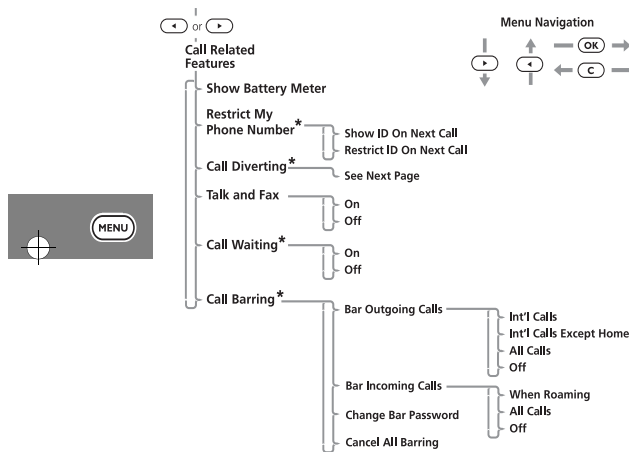 or
Menu Navigation
OK
C
Call Related
Features
Show Battery Meter
Restrict My
Phone Number*
Show ID On Next Call
Restrict ID On Next Call
Call Diverting*
See Next Page
Talk and Fax
On
Off
MENU
Call Waiting*
On
Off
Call Barring*
Bar Outgoing Calls
Int'l Calls
Int'l Calls Except Home
All Calls
Off
Bar Incoming Calls
When Roaming
All Calls
Off
Change Bar Password
Cancel All Barring